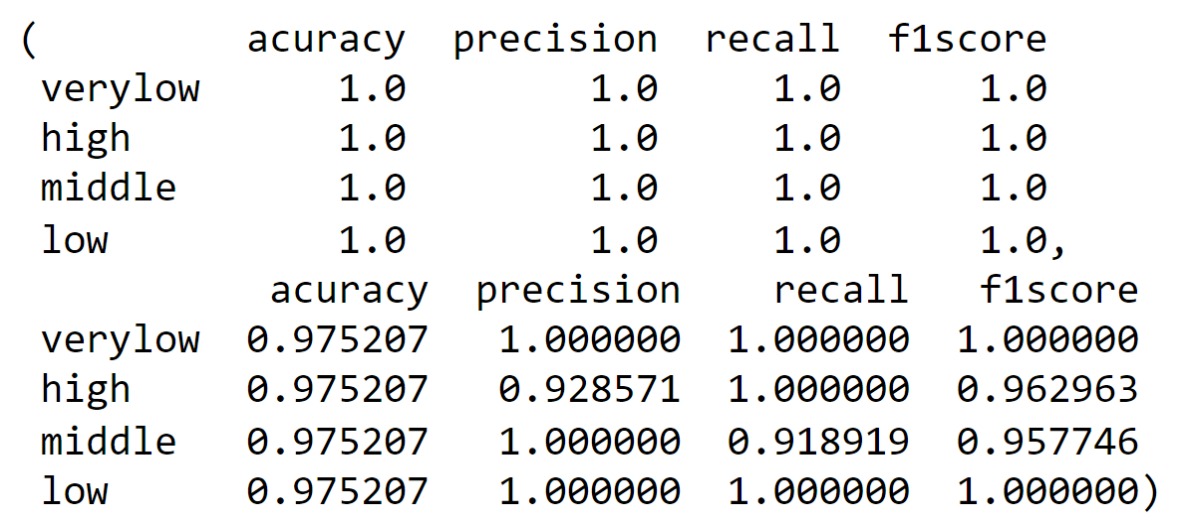 ( acuracy precision recall f1score
verylow 1.0 1.0 1.0 1.0
high 1.0 1.0 1.0 1.0
middle 1.0 1.0 1.0 1.0
low 1.0 1.0 1.0 1.0,
acuracy precision recall f1score
verylow 0.975207 1.000000 1.000000 1.000000
high 0.975207 0.928571 1.000000 0.962963
middle 0.975207 1.000000 0.918919 0.957746
low 0.975207 1.000000 1.000000 1.000000)